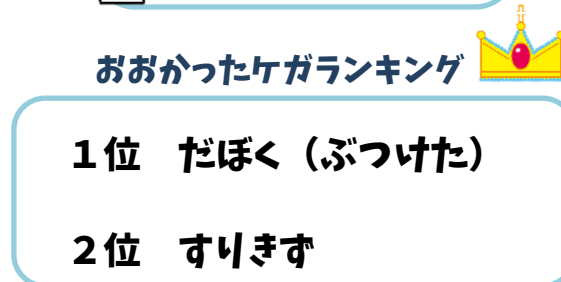 おおかったケガランキング
１位　だぼく（ぶつけた）
２位　すりきず